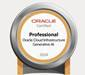 ORACLE
Certified
Professional
Oracle Cloud Infrastructure
Generative AI